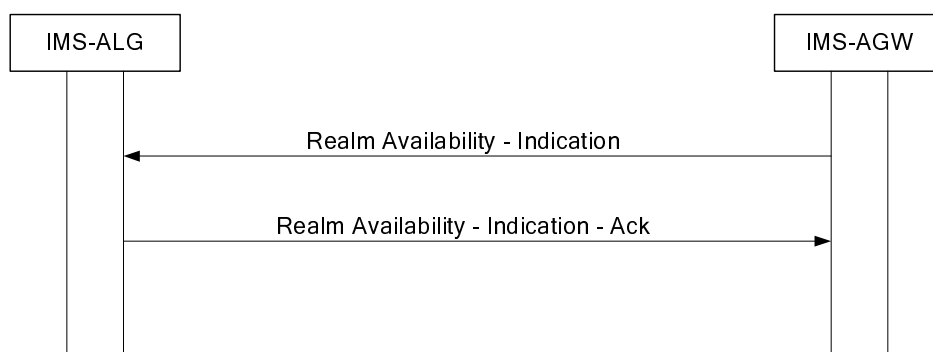 IMS-ALG
IMS-AGW
Realm Availability - Indication
Realm Availability - Indication - Ack